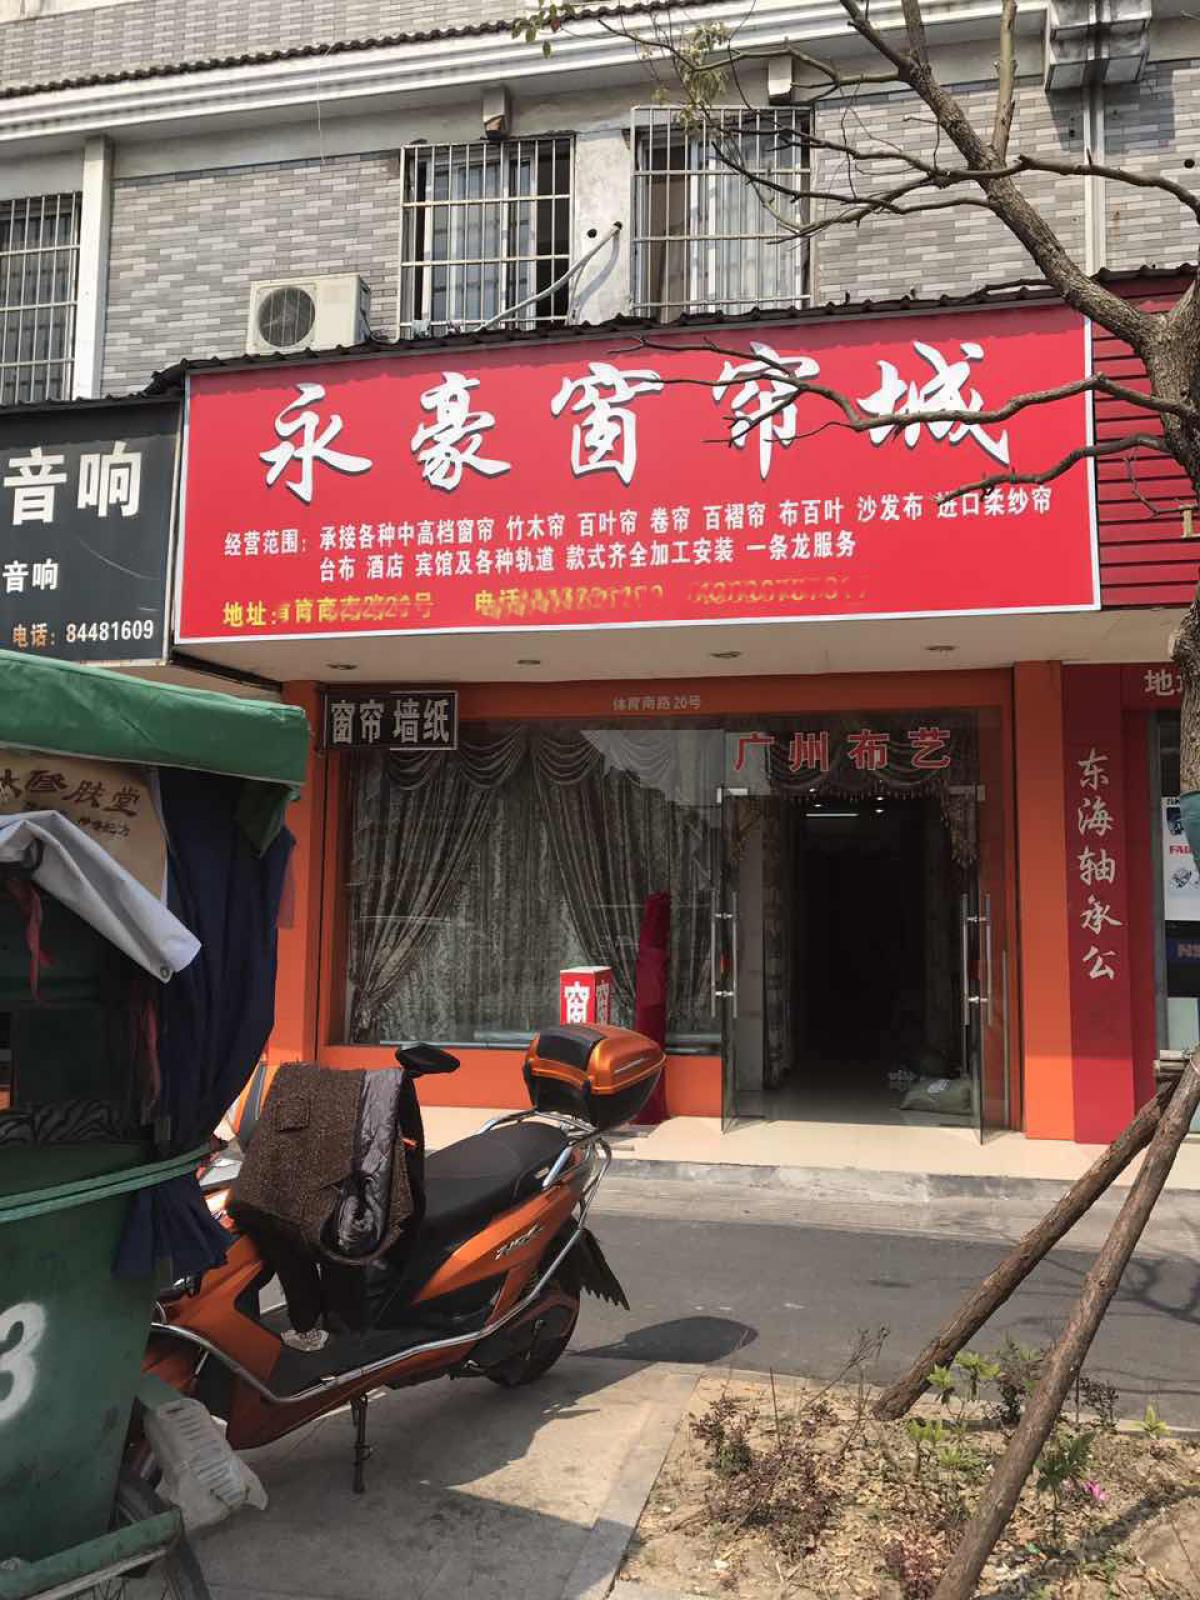 永豪窗帘城
经营范围：承接各种中高档窗帘 竹木帘 百叶帘 卷帘 百褶帘 布百叶 沙发布 进口柔纱帘
台布 酒店 宾馆及各种轨道 款式齐全加工安装 一条龙服务
地址:
电话
音响
音响
电话：84481609
窗帘 墙纸
体育南路20号
广州布艺
地
东海轴承公
肤堂
窗
窗
3